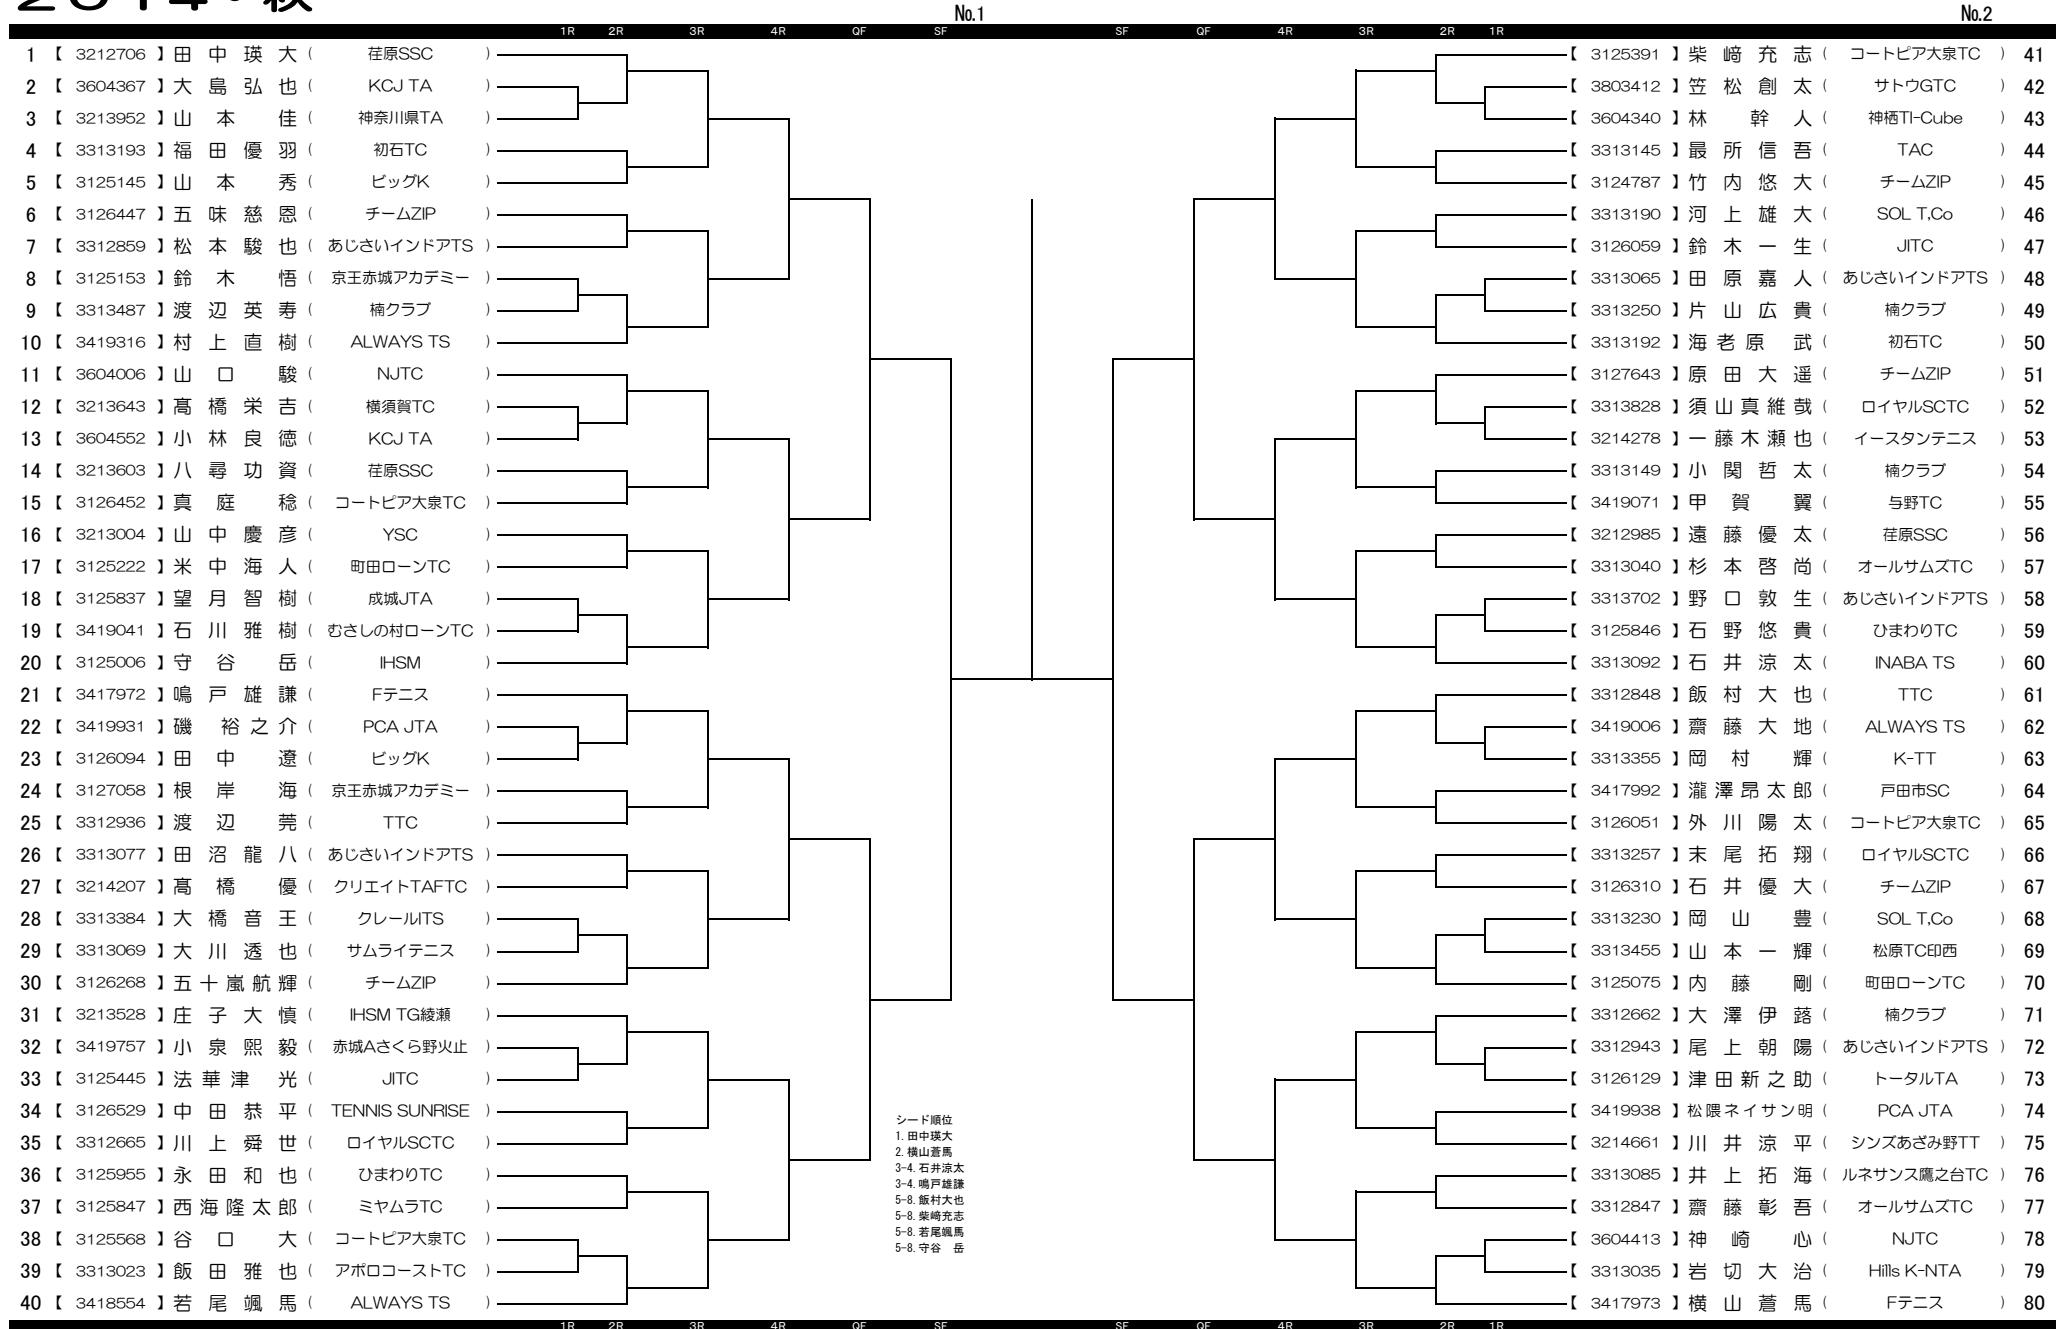 No.1
No.2
1R 2R 3R 4R QF SF SF QF 4R 3R 2R 1R
1 【 3212706 】 田 中 瑛 大 ( 荏原SSC )
2 【 3604367 】 大 島 弘 也 ( KCJ TA )
3 【 3213952 】 山 本 佳 ( 神奈川県TA )
4 【 3313193 】 福 田 優 羽 ( 初石TC )
5 【 3125145 】 山 本 秀 ( ビッグK )
6 【 3126447 】 五 味 慈 恩 ( チームZIP )
7 【 3312859 】 松 本 駿 也 ( あじさいインドアTS )
8 【 3125153 】 鈴 木 悟 ( 京王赤城アカデミー )
9 【 3313487 】 渡 辺 英 寿 ( 楠クラブ )
10 【 3419316 】 村 上 直 樹 ( ALWAYS TS )
11 【 3604006 】 山 口 駿 ( NJTC )
12 【 3213643 】 髙 橋 栄 吉 ( 横須賀TC )
13 【 3604552 】 小 林 良 徳 ( KCJ TA )
14 【 3213603 】 八 尋 功 資 ( 荏原SSC )
15 【 3126452 】 真 庭 稔 ( コートピア大泉TC )
16 【 3213004 】 山 中 慶 彦 ( YSC )
17 【 3125222 】 米 中 海 人 ( 町田ローンTC )
18 【 3125837 】 望 月 智 樹 ( 成城JTA )
19 【 3419041 】 石 川 雅 樹 ( むさしの村ローンTC )
20 【 3125006 】 守 谷 岳 ( IHSM )
21 【 3417972 】 鳴 戸 雄 謙 ( Fテニス )
22 【 3419931 】 磯 裕 之 介 ( PCA JTA )
23 【 3126094 】 田 中 遼 ( ビッグK )
24 【 3127058 】 根 岸 海 ( 京王赤城アカデミー )
25 【 3312936 】 渡 辺 莞 ( TTC )
26 【 3313077 】 田 沼 龍 八 ( あじさいインドアTS )
27 【 3214207 】 髙 橋 優 ( クリエイトTAFTC )
28 【 3313384 】 大 橋 音 王 ( クレールITS )
29 【 3313069 】 大 川 透 也 ( サムライテニス )
30 【 3126268 】 五 十 嵐 航 輝 ( チームZIP )
31 【 3213528 】 庄 子 大 慎 ( IHSM TG綾瀬 )
32 【 3419757 】 小 泉 熙 毅 ( 赤城Aさくら野火止 )
33 【 3125445 】 法 華 津 光 ( JITC )
34 【 3126529 】 中 田 恭 平 ( TENNIS SUNRISE )
35 【 3312665 】 川 上 舜 世 ( ロイヤルSCTC )
36 【 3125955 】 永 田 和 也 ( ひまわりTC )
37 【 3125847 】 西 海 隆 太 郎 ( ミヤムラTC )
38 【 3125568 】 谷 口 大 ( コートピア大泉TC )
39 【 3313023 】 飯 田 雅 也 ( アポロコーストTC )
40 【 3418554 】 若 尾 颯 馬 ( ALWAYS TS )
シード順位
1. 田中瑛大
2. 横山蒼馬
3-4. 石井涼太
3-4. 鳴戸雄謙
5-8. 飯村大也
5-8. 柴﨑充志
5-8. 若尾颯馬
5-8. 守谷 岳
【 3125391 】 柴 﨑 充 志 ( コートピア大泉TC ) 41
【 3803412 】 笠 松 創 太 ( サトウGTC ) 42
【 3604340 】 林 幹 人 ( 神栖TI-Cube ) 43
【 3313145 】 最 所 信 吾 ( TAC ) 44
【 3124787 】 竹 内 悠 大 ( チームZIP ) 45
【 3313190 】 河 上 雄 大 ( SOL T,Co ) 46
【 3126059 】 鈴 木 一 生 ( JITC ) 47
【 3313065 】 田 原 嘉 人 ( あじさいインドアTS ) 48
【 3313250 】 片 山 広 貴 ( 楠クラブ ) 49
【 3313192 】 海 老 原 武 ( 初石TC ) 50
【 3127643 】 原 田 大 遥 ( チームZIP ) 51
【 3313828 】 須 山 真 維 哉 ( ロイヤルSCTC ) 52
【 3214278 】 一 藤 木 瀬 也 ( イースタンテニス ) 53
【 3313149 】 小 関 哲 太 ( 楠クラブ ) 54
【 3419071 】 甲 賀 翼 ( 与野TC ) 55
【 3212985 】 遠 藤 優 太 ( 荏原SSC ) 56
【 3313040 】 杉 本 啓 尚 ( オールサムズTC ) 57
【 3313702 】 野 口 敦 生 ( あじさいインドアTS ) 58
【 3125846 】 石 野 悠 貴 ( ひまわりTC ) 59
【 3313092 】 石 井 涼 太 ( INABA TS ) 60
【 3312848 】 飯 村 大 也 ( TTC ) 61
【 3419006 】 齋 藤 大 地 ( ALWAYS TS ) 62
【 3313355 】 岡 村 輝 ( K-TT ) 63
【 3417992 】 瀧 澤 昂 太 郎 ( 戸田市SC ) 64
【 3126051 】 外 川 陽 太 ( コートピア大泉TC ) 65
【 3313257 】 末 尾 拓 翔 ( ロイヤルSCTC ) 66
【 3126310 】 石 井 優 大 ( チームZIP ) 67
【 3313230 】 岡 山 豊 ( SOL T,Co ) 68
【 3313455 】 山 本 一 輝 ( 松原TC印西 ) 69
【 3125075 】 内 藤 剛 ( 町田ローンTC ) 70
【 3312662 】 大 澤 伊 蕗 ( 楠クラブ ) 71
【 3312943 】 尾 上 朝 陽 ( あじさいインドアTS ) 72
【 3126129 】 津 田 新 之 助 ( トータルTA ) 73
【 3419938 】 松隈ネイサン明 ( PCA JTA ) 74
【 3214661 】 川 井 涼 平 ( シンズあざみ野TT ) 75
【 3313085 】 井 上 拓 海 ( ルネサンス鷹之台TC ) 76
【 3312847 】 齋 藤 彰 吾 ( オールサムズTC ) 77
【 3604413 】 神 崎 心 ( NJTC ) 78
【 3313035 】 岩 切 大 治 ( Hills K-NTA ) 79
【 3417973 】 横 山 蒼 馬 ( Fテニス ) 80
1R 2R 3R 4R QF SF SF QF 4R 3R 2R 1R